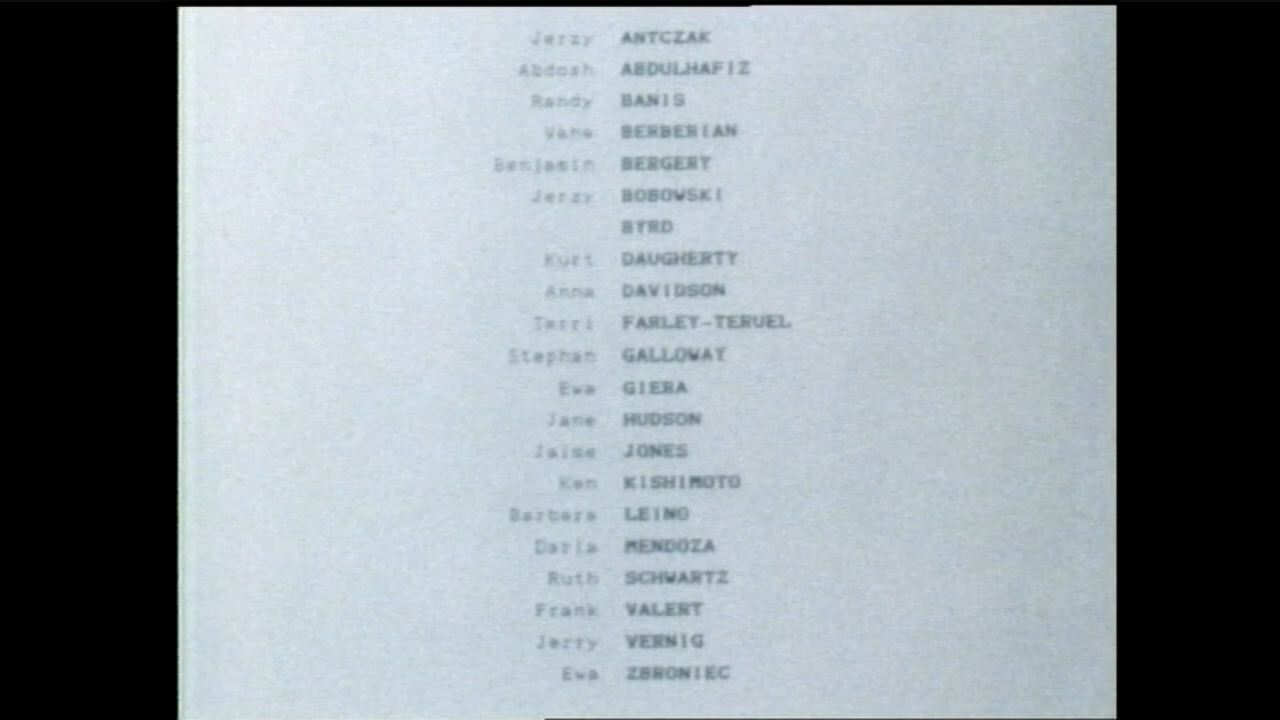 Jerzy ANTCZAK
Abdosh ABDULHAFIZ
Randy BANIS
Vahe BERBERIAN
Benjamin BERGERY
Jerzy BOBOWSKI
BYRD
Kurt DAUGHERTY
Anna DAVIDSON
Terri FARLEY-TERUEL
Stephan GALLOWAY
Ewa GIERA
Jane HUDSON
JONES
Ken KISHIMOTO
Barbara LEINO
Daria MENDOZA
Ruth SCHWARTZ
Frank VALERT
Jerry VERNIG
Ewa ZBRONIEC